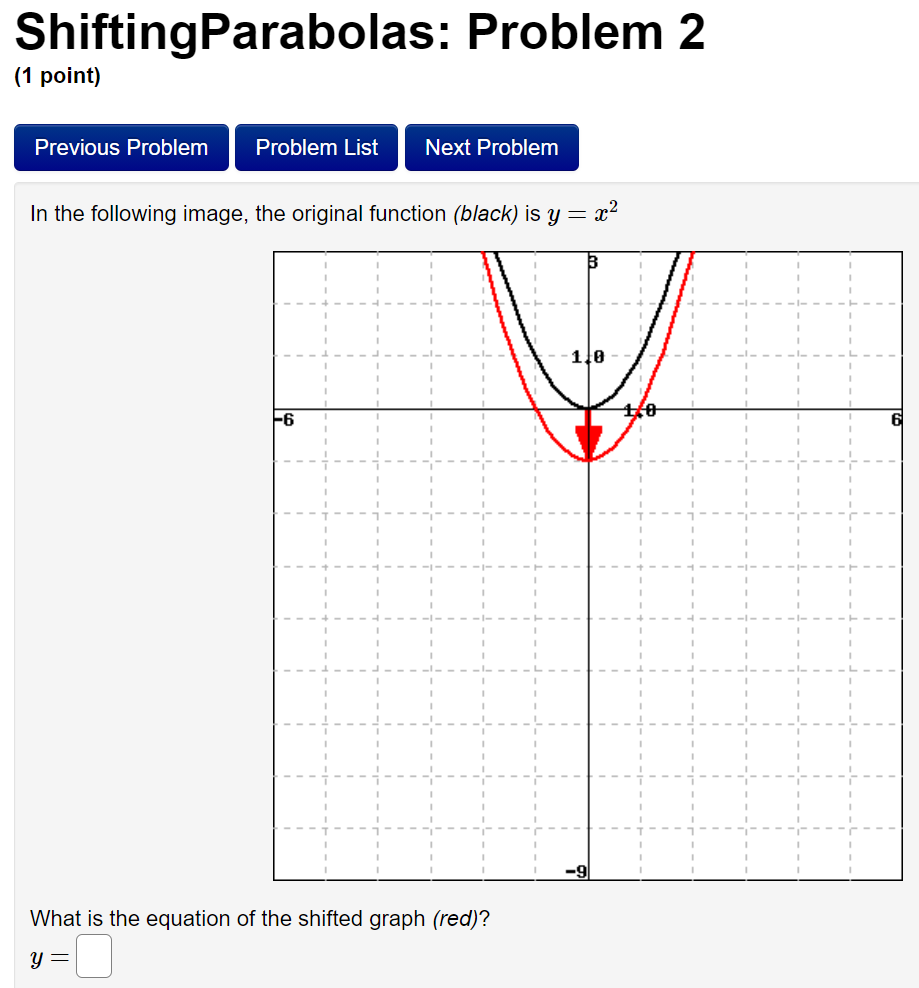 ShiftingParabolas: Problem 2
(1 point)
Previous Problem Problem List Next Problem
In the following image, the original function (black) is y = x²
3
1.0
1.0
-6 6
-9
What is the equation of the shifted graph (red)?
y =